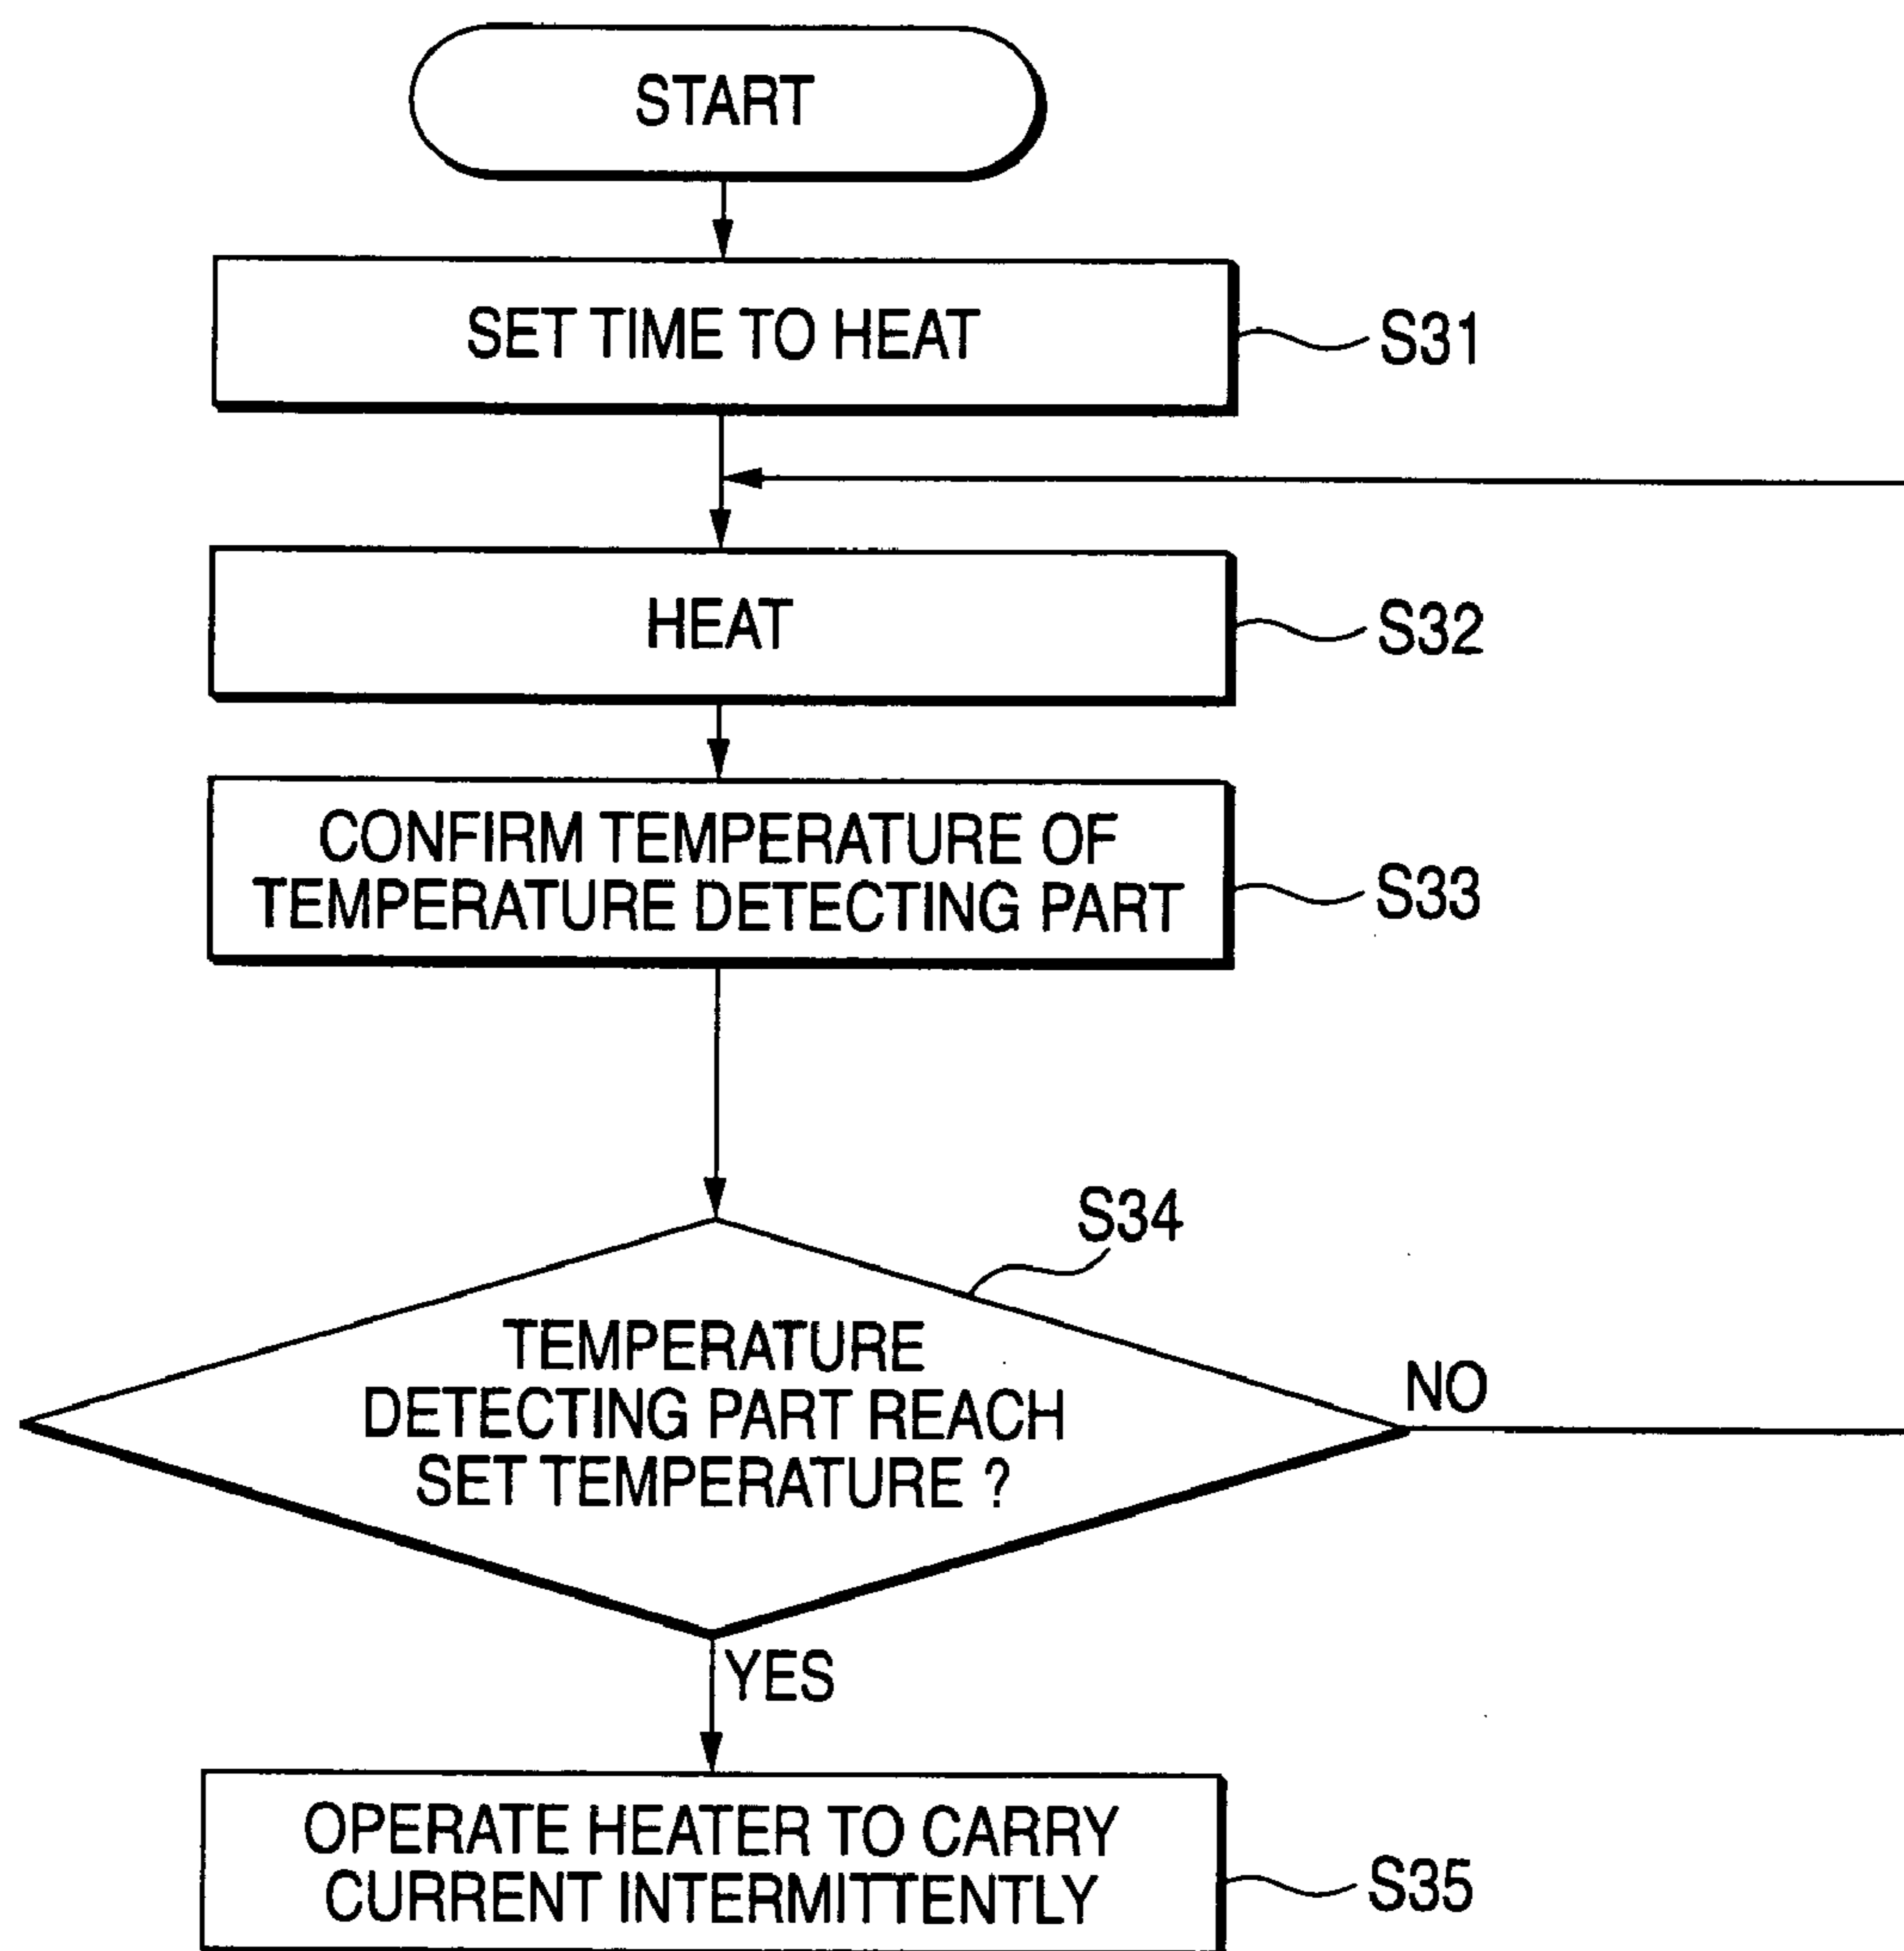 START
SET TIME TO HEAT
S31
HEAT
S32
CONFIRM TEMPERATURE OF
TEMPERATURE DETECTING PART
S33
S34
TEMPERATURE
DETECTING PART REACH
SET TEMPERATURE ?
NO
YES
OPERATE HEATER TO CARRY
CURRENT INTERMITTENTLY
S35